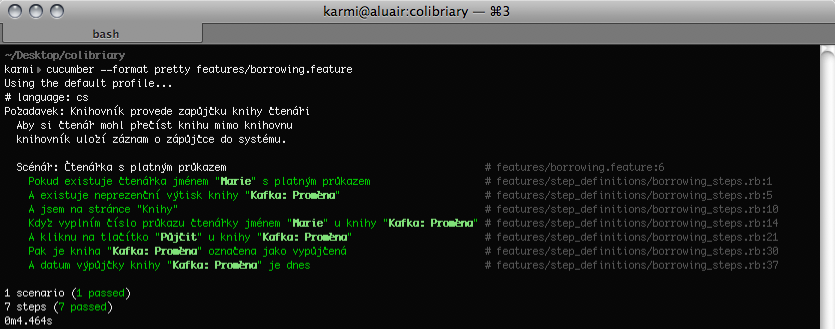 karmi@aluair:colibriary — ⌘3
bash
~/Desktop/colibriary
karmi▸ cucumber --format pretty features/borrowing.feature
Using the default profile...
# language: cs
Požadavek: Knihovník provede zapůjčku knihy čtenáři
Aby si čtenář mohl přečíst knihu mimo knihovnu
knihovník uloží záznam o zápůjčce do systému.
Scénář: Čtenářka s platným průkazem # features/borrowing.feature:6
Pokud existuje čtenářka jménem "Marie" s platným průkazem # features/step_definitions/borrowing_steps.rb:1
A existuje neprezenční výtisk knihy "Kafka: Proměna" # features/step_definitions/borrowing_steps.rb:5
A jsem na stránce "Knihy" # features/step_definitions/borrowing_steps.rb:10
Když vyplním číslo průkazu čtenářky jménem "Marie" u knihy "Kafka: Proměna" # features/step_definitions/borrowing_steps.rb:14
A kliknu na tlačítko "Půjčit" u knihy "Kafka: Proměna" # features/step_definitions/borrowing_steps.rb:21
Pak je kniha "Kafka: Proměna" označena jako vypůjčená # features/step_definitions/borrowing_steps.rb:30
A datum výpůjčky knihy "Kafka: Proměna" je dnes # features/step_definitions/borrowing_steps.rb:37
1 scenario (1 passed)
7 steps (7 passed)
0m4.464s